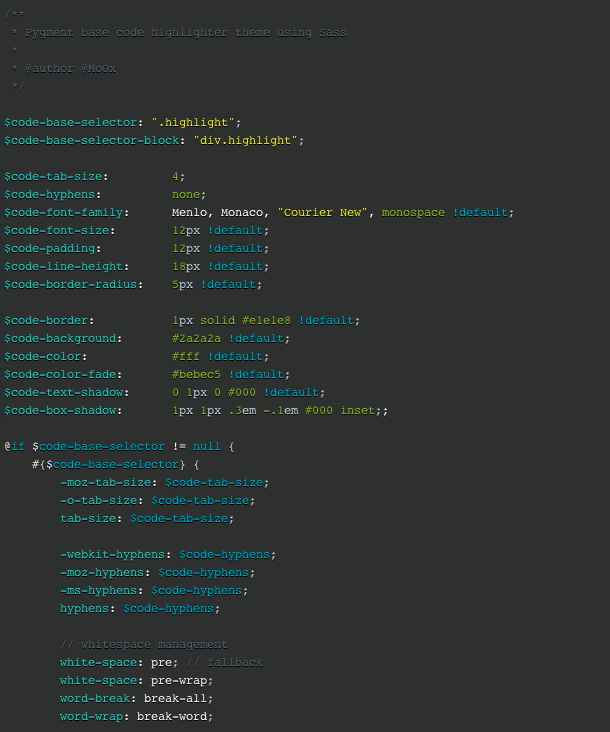 /**
 * Pygment base code highlighter theme using Sass
 *
 * @author @MoOx
 */

$code-base-selector: ".highlight";
$code-base-selector-block: "div.highlight";

$code-tab-size:         4;
$code-hyphens:          none;
$code-font-family:      Menlo, Monaco, "Courier New", monospace !default;
$code-font-size:        12px !default;
$code-padding:          12px !default;
$code-line-height:      18px !default;
$code-border-radius:    5px !default;

$code-border:           1px solid #e1e1e8 !default;
$code-background:       #2a2a2a !default;
$code-color:            #fff !default;
$code-color-fade:       #bebec5 !default;
$code-text-shadow:      0 1px 0 #000 !default;
$code-box-shadow:       1px 1px .3em -.1em #000 inset;;

@if $code-base-selector != null {
    #{$code-base-selector} {
        -moz-tab-size: $code-tab-size;
        -o-tab-size: $code-tab-size;
        tab-size: $code-tab-size;

        -webkit-hyphens: $code-hyphens;
        -moz-hyphens: $code-hyphens;
        -ms-hyphens: $code-hyphens;
        hyphens: $code-hyphens;

        // whitespace management
        white-space: pre; // fallback
        white-space: pre-wrap;
        word-break: break-all;
        word-wrap: break-word;